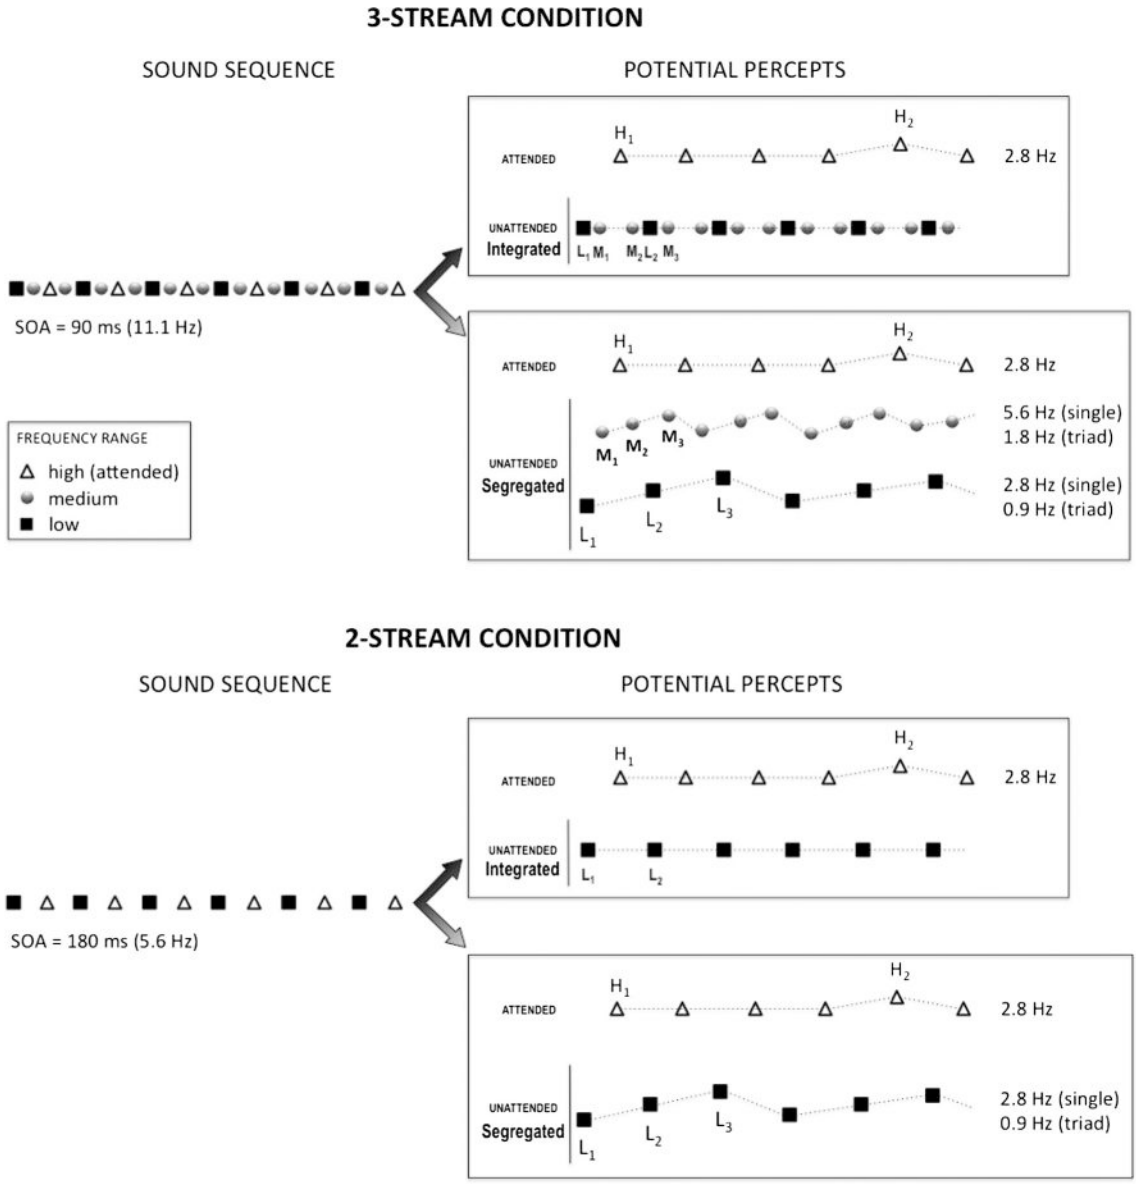 3-STREAM CONDITION
SOUND SEQUENCE
POTENTIAL PERCEPTS
H1
H2
ATTENDED
2.8 Hz
UNATTENDED
Integrated
L1 M1 M2 L2 M3
SOA = 90 ms (11.1 Hz)
H1
H2
ATTENDED
2.8 Hz
5.6 Hz (single)
1.8 Hz (triad)
M1 M2 M3
UNATTENDED
Segregated
2.8 Hz (single)
0.9 Hz (triad)
L1 L2 L3
FREQUENCY RANGE
high (attended)
medium
low
2-STREAM CONDITION
SOUND SEQUENCE
POTENTIAL PERCEPTS
H1
H2
ATTENDED
2.8 Hz
UNATTENDED
Integrated
L1 L2
SOA = 180 ms (5.6 Hz)
H1
H2
ATTENDED
2.8 Hz
UNATTENDED
Segregated
2.8 Hz (single)
0.9 Hz (triad)
L1 L2 L3